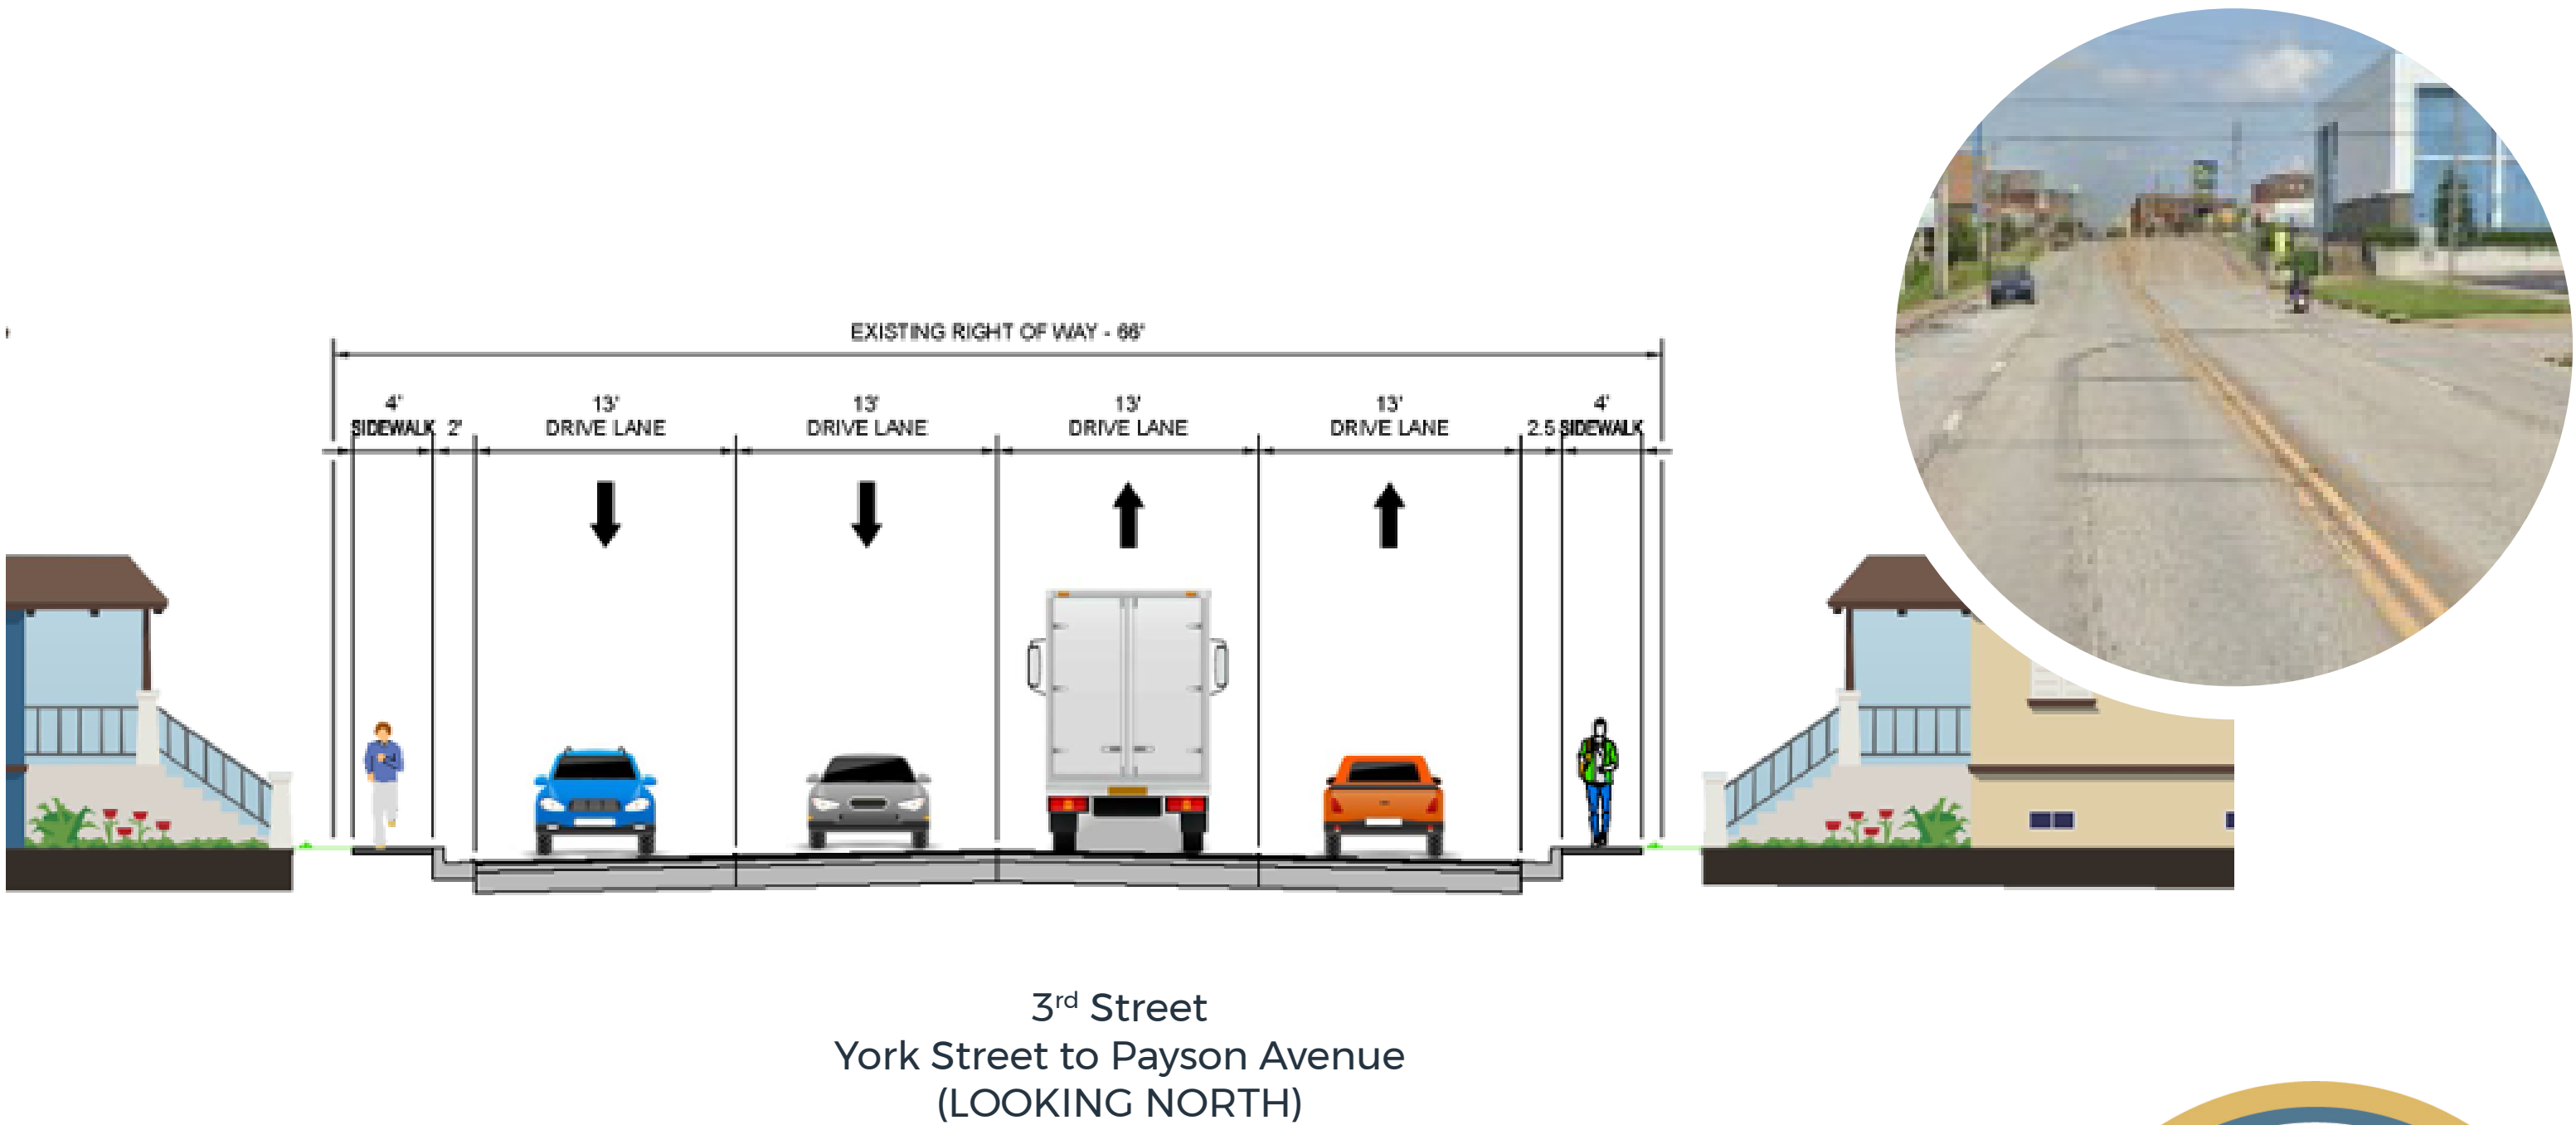 EXISTING RIGHT OF WAY - 66'
4' 13' 13' 13' 13' 4'
SIDEWALK 2' DRIVE LANE DRIVE LANE DRIVE LANE DRIVE LANE 2.5 SIDEWALK
3rd Street
York Street to Payson Avenue
(LOOKING NORTH)